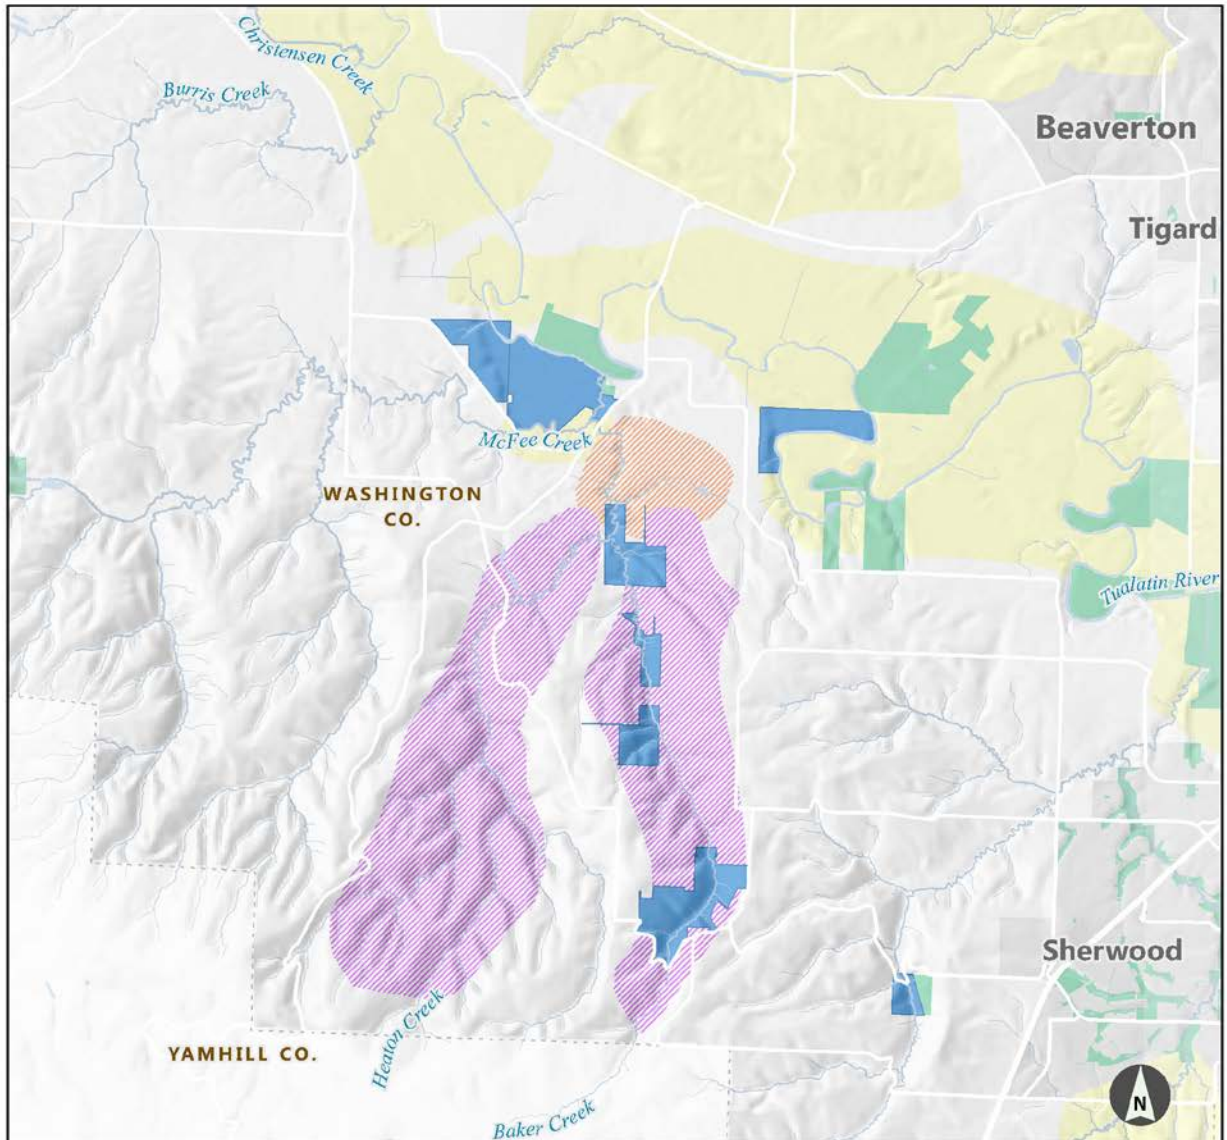 Christensen Creek
Burris Creek
Beaverton
Tigard
McFee Creek
WASHINGTON
CO.
Tualatin River
Sherwood
Heaton Creek
YAMHILL CO.
Baker Creek
N